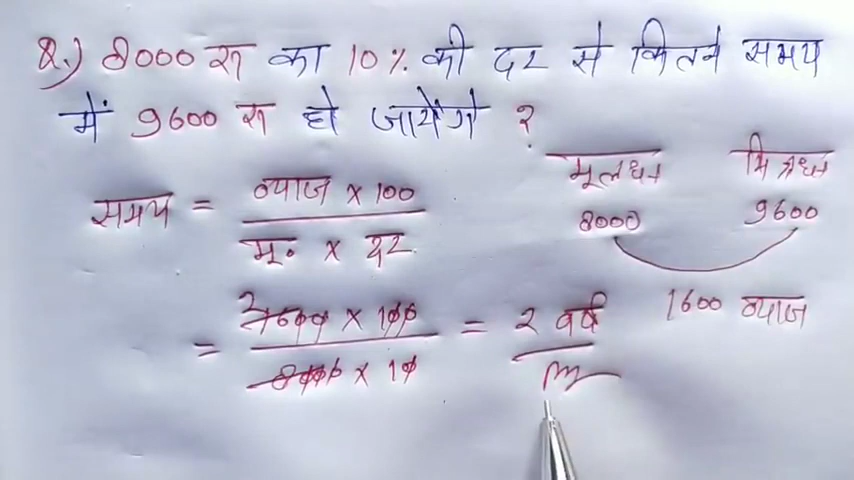 Q.) 8000 रू का 10% की दर से कितने समय
में 9600 रू हो जायेंगे ?
मूलधन मिश्रधन
8000 9600
1600 ब्याज
समय = ब्याज × 100
मू० × दर
= 1600 × 100 = 2 वर्ष
8000 × 10